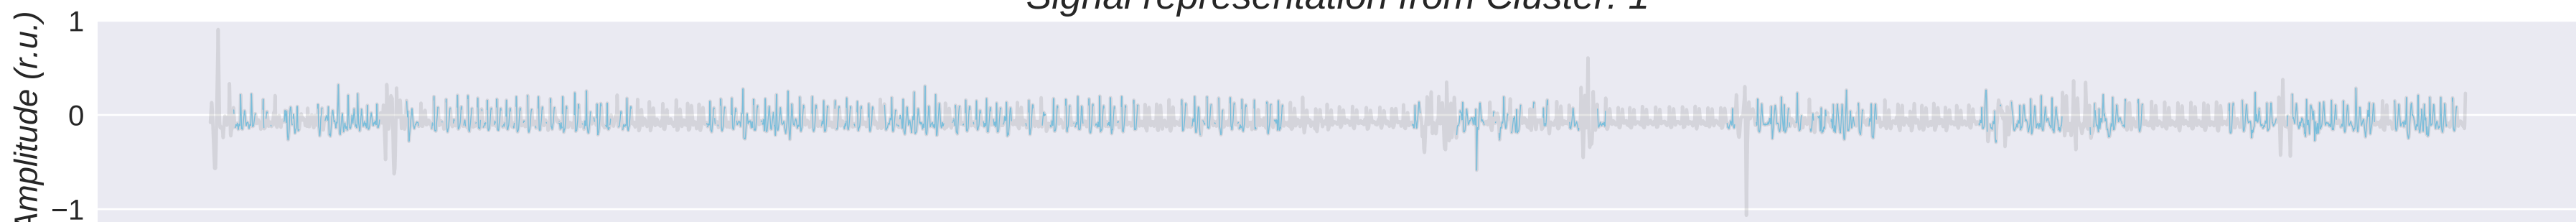 Signal representation from Cluster: 1
Amplitude (r.u.)
1
0
−1